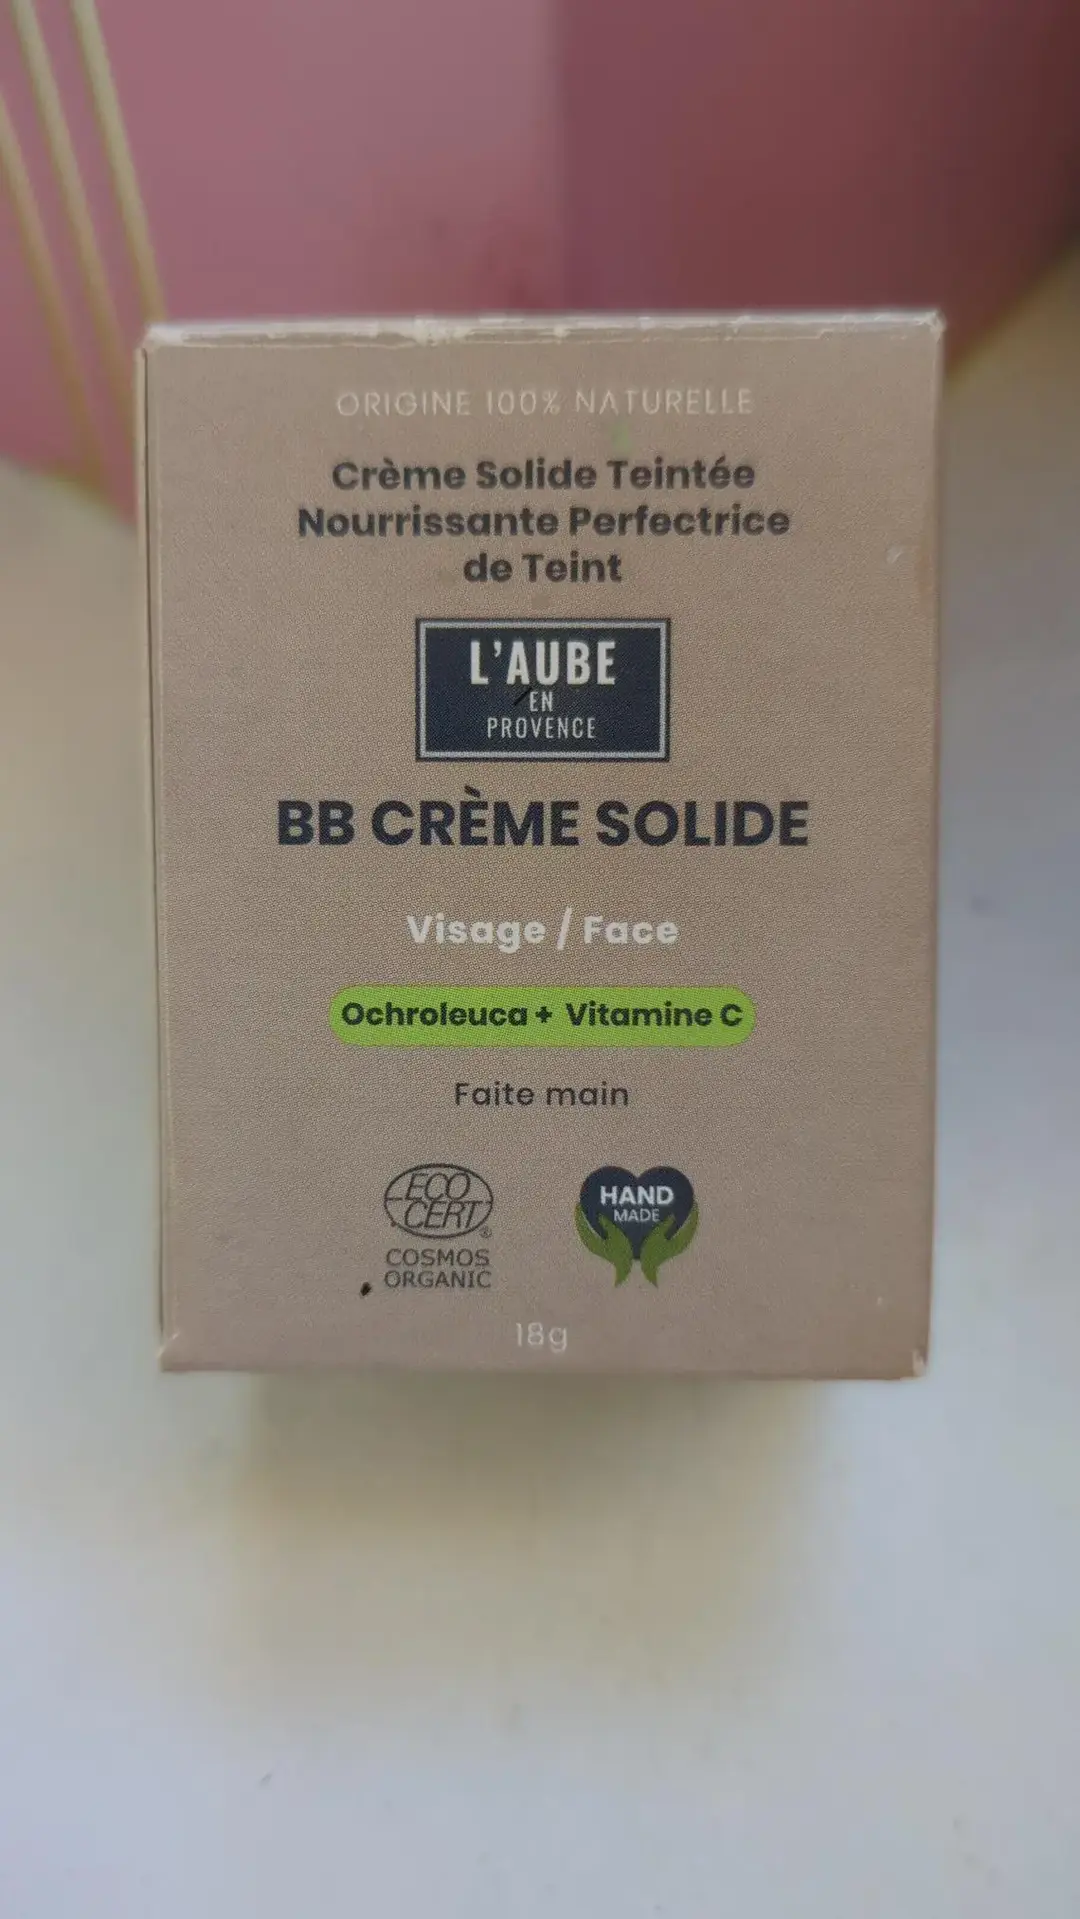 ORIGINE 100% NATURELLE
Crème Solide Teintée
Nourrissante Perfectrice
de Teint
L'AUBE
EN
PROVENCE
BB CRÈME SOLIDE
Visage / Face
Ochroleuca + Vitamine C
Faite main
ECO
CERT®
COSMOS
ORGANIC
HAND
MADE
18g